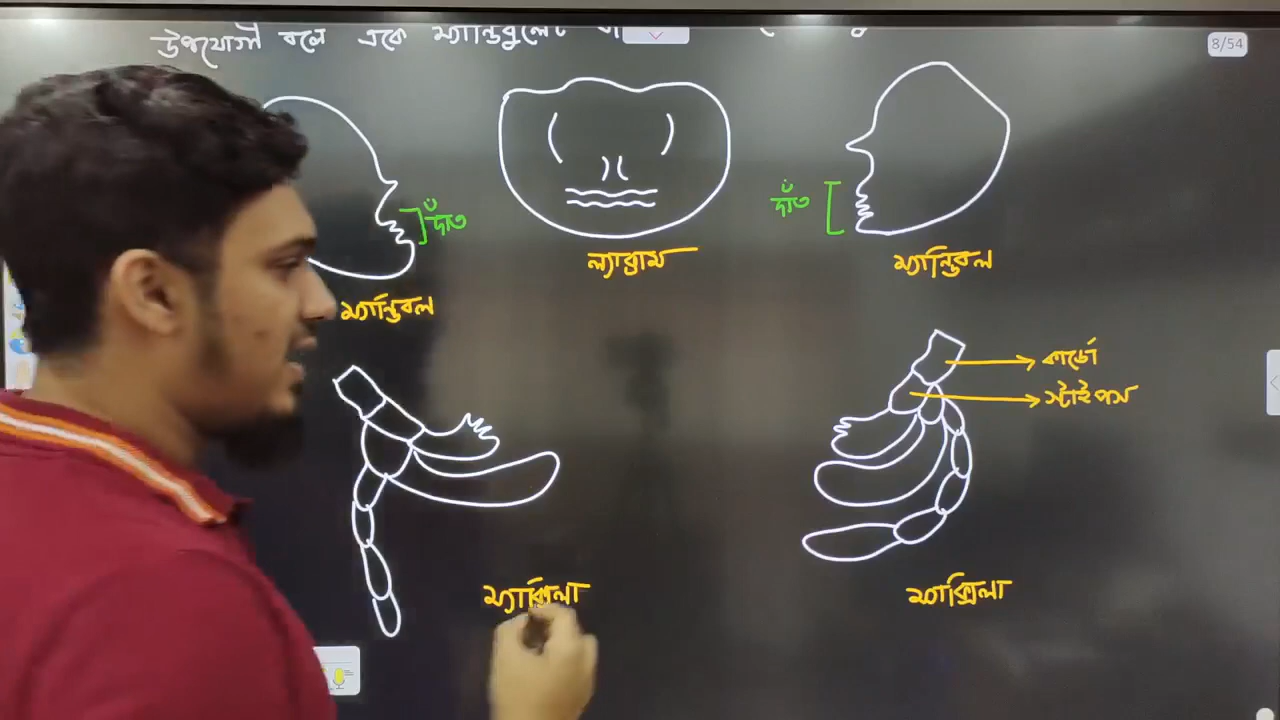 উপযোগী বলে একে ম্যান্ডিবুলেট
8/54
দাঁত
দাঁত
ল্যাব্রাম
ম্যান্ডিবল
ম্যান্ডিবল
কার্ডো
স্টাইপস
ম্যাক্সিলা
ম্যাক্সিলা